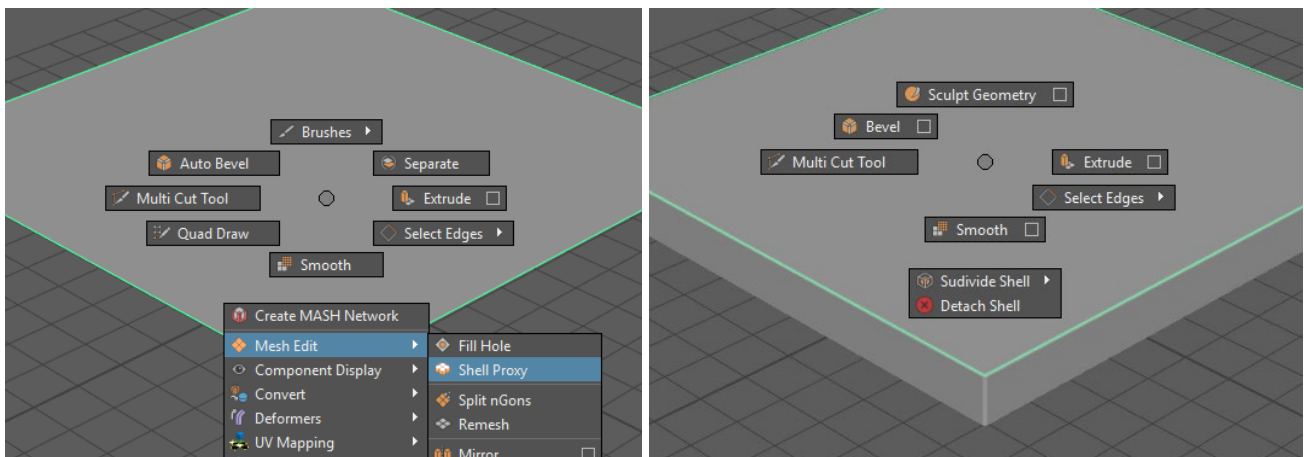 Brushes
Auto Bevel
Separate
Multi Cut Tool
Extrude
Quad Draw
Select Edges
Smooth
Create MASH Network
Mesh Edit
Component Display
Convert
Deformers
UV Mapping
Fill Hole
Shell Proxy
Split nGons
Remesh
Mirror
Sculpt Geometry
Bevel
Multi Cut Tool
Extrude
Select Edges
Smooth
Sudivide Shell
Detach Shell